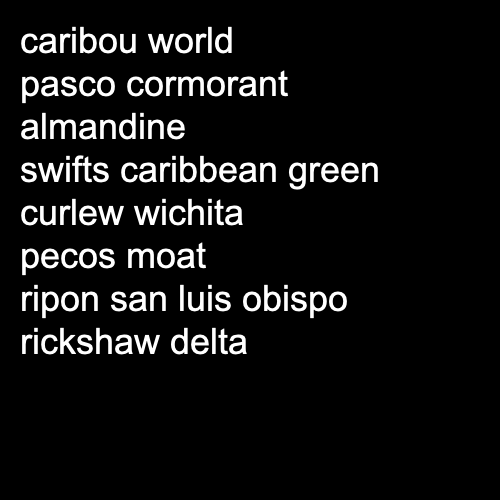 caribou world
pasco cormorant
almandine
swifts caribbean green
curlew wichita
pecos moat
ripon san luis obispo
rickshaw delta